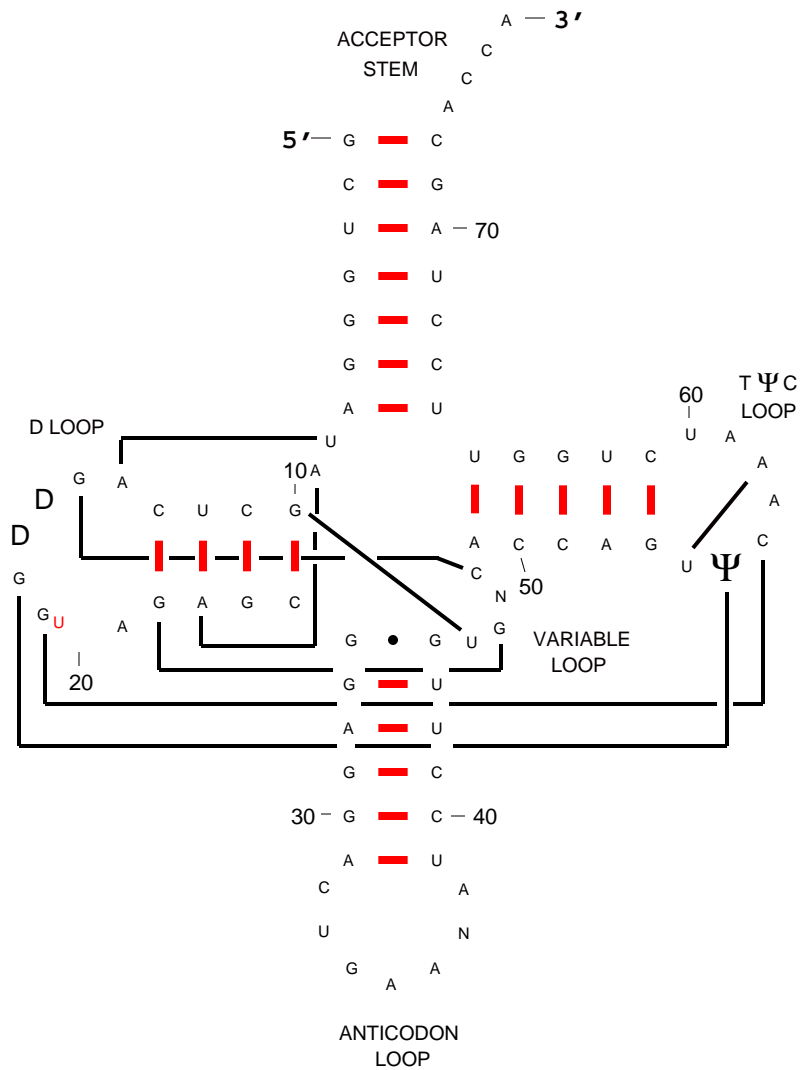 A 3’
ACCEPTOR C
STEM C
A
5’ G C
C G
U A 70
G U
G C
G C
A U
T Ψ C
60 LOOP
D LOOP U U A
U G G U C
10 A A
G A
D C U C G A
D A C C A G U Ψ C
C 50
G N
G U A G A G C
G G U G VARIABLE
20 LOOP
G U
A U
G C
30 G C 40
A U
C A
U N
G A A
ANTICODON
LOOP